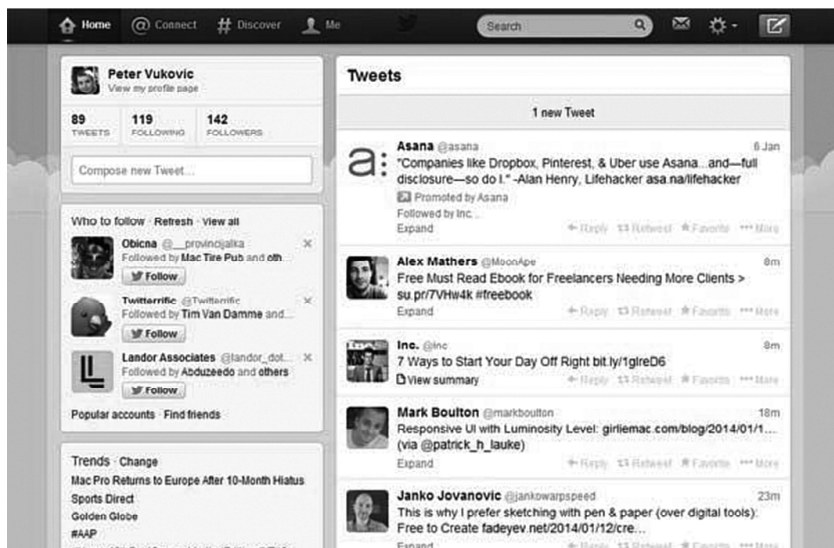 Home Connect Discover Me Search
Peter Vukovic
View my profile page
89 119 142
TWEETS FOLLOWING FOLLOWERS
Compose new Tweet...
Who to follow · Refresh · View all
Obicna @__provincijalka
Followed by Mac Tire Pub and oth...
Follow
Twitterrific @Twitterrific
Followed by Tim Van Damme and...
Follow
Landor Associates @landor_dot...
Followed by Abduzeedo and others
Follow
Popular accounts · Find friends
Trends · Change
Mac Pro Returns to Europe After 10-Month Hiatus
Sports Direct
Golden Globe
#AAP
Tweets
1 new Tweet
Asana @asana 6 Jan
"Companies like Dropbox, Pinterest, & Uber use Asana...and—full
disclosure—so do I." -Alan Henry, Lifehacker asa.na/lifehacker
Promoted by Asana
Followed by Inc..
Expand Reply Retweet Favorite More
Alex Mathers @MoonApe 8m
Free Must Read Ebook for Freelancers Needing More Clients >
su.pr/7VHw4k #freebook
Expand Reply Retweet Favorite More
Inc. @Inc 8m
7 Ways to Start Your Day Off Right bit.ly/1glreD6
View summary Reply Retweet Favorite More
Mark Boulton @markboulton 18m
Responsive UI with Luminosity Level: girliemac.com/blog/2014/01/1...
(via @patrick_h_lauke)
Expand Reply Retweet Favorite More
Janko Jovanovic @jankowarpspeed 23m
This is why I prefer sketching with pen & paper (over digital tools):
Free to Create fadeyev.net/2014/01/12/cre...
Expand Reply Retweet Favorite More